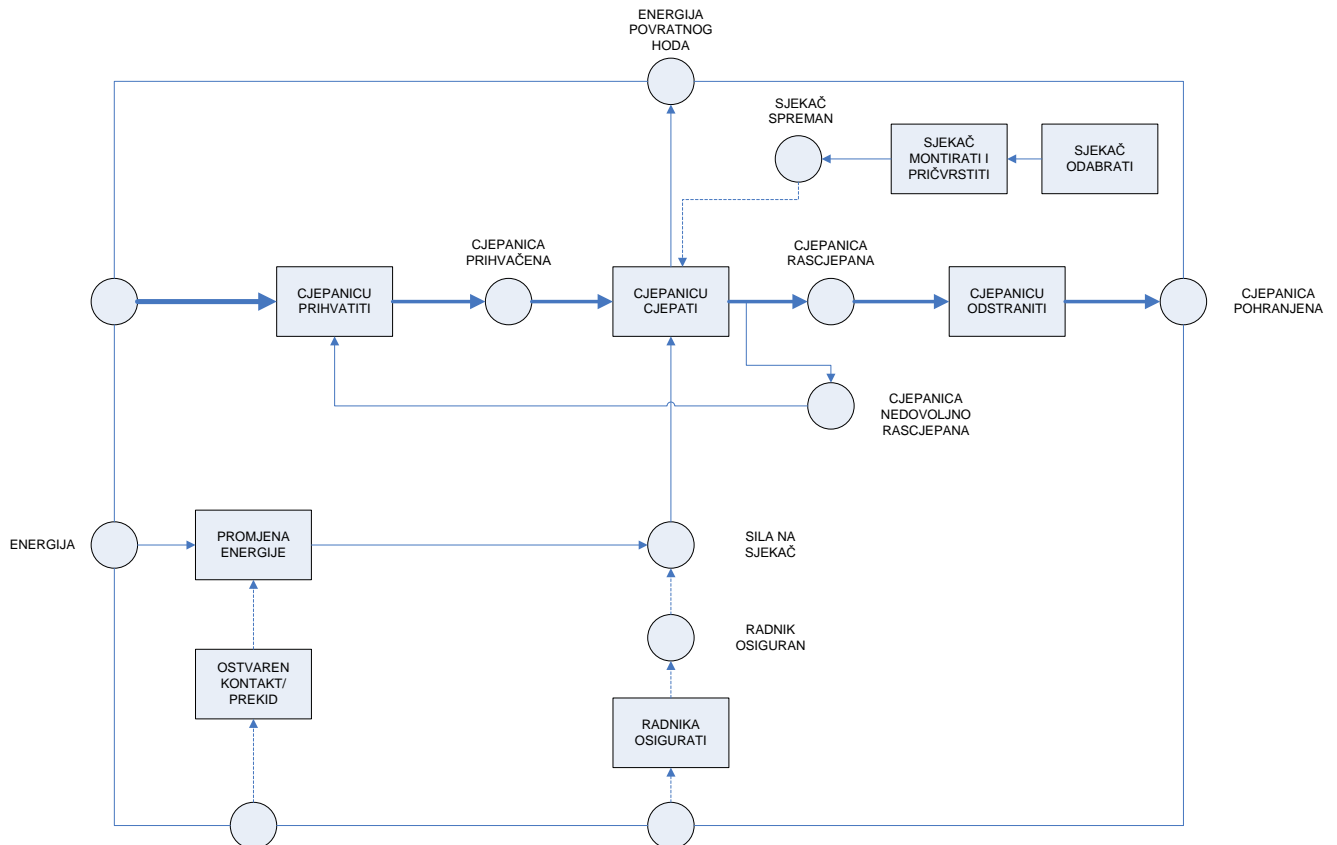 ENERGIJA
POVRATNOG
HODA
SJEKAČ
SPREMAN
SJEKAČ
MONTIRATI I
PRIČVRSTITI
SJEKAČ
ODABRATI
CJEPANICU
PRIHVATITI
CJEPANICA
PRIHVAČENA
CJEPANICU
CJEPATI
CJEPANICA
RASCJEPANA
CJEPANICU
ODSTRANITI
CJEPANICA
POHRANJENA
CJEPANICA
NEDOVOLJNO
RASCJEPANA
ENERGIJA
PROMJENA
ENERGIJE
SILA NA
SJEKAČ
RADNIK
OSIGURAN
OSTVAREN
KONTAKT/
PREKID
RADNIKA
OSIGURATI